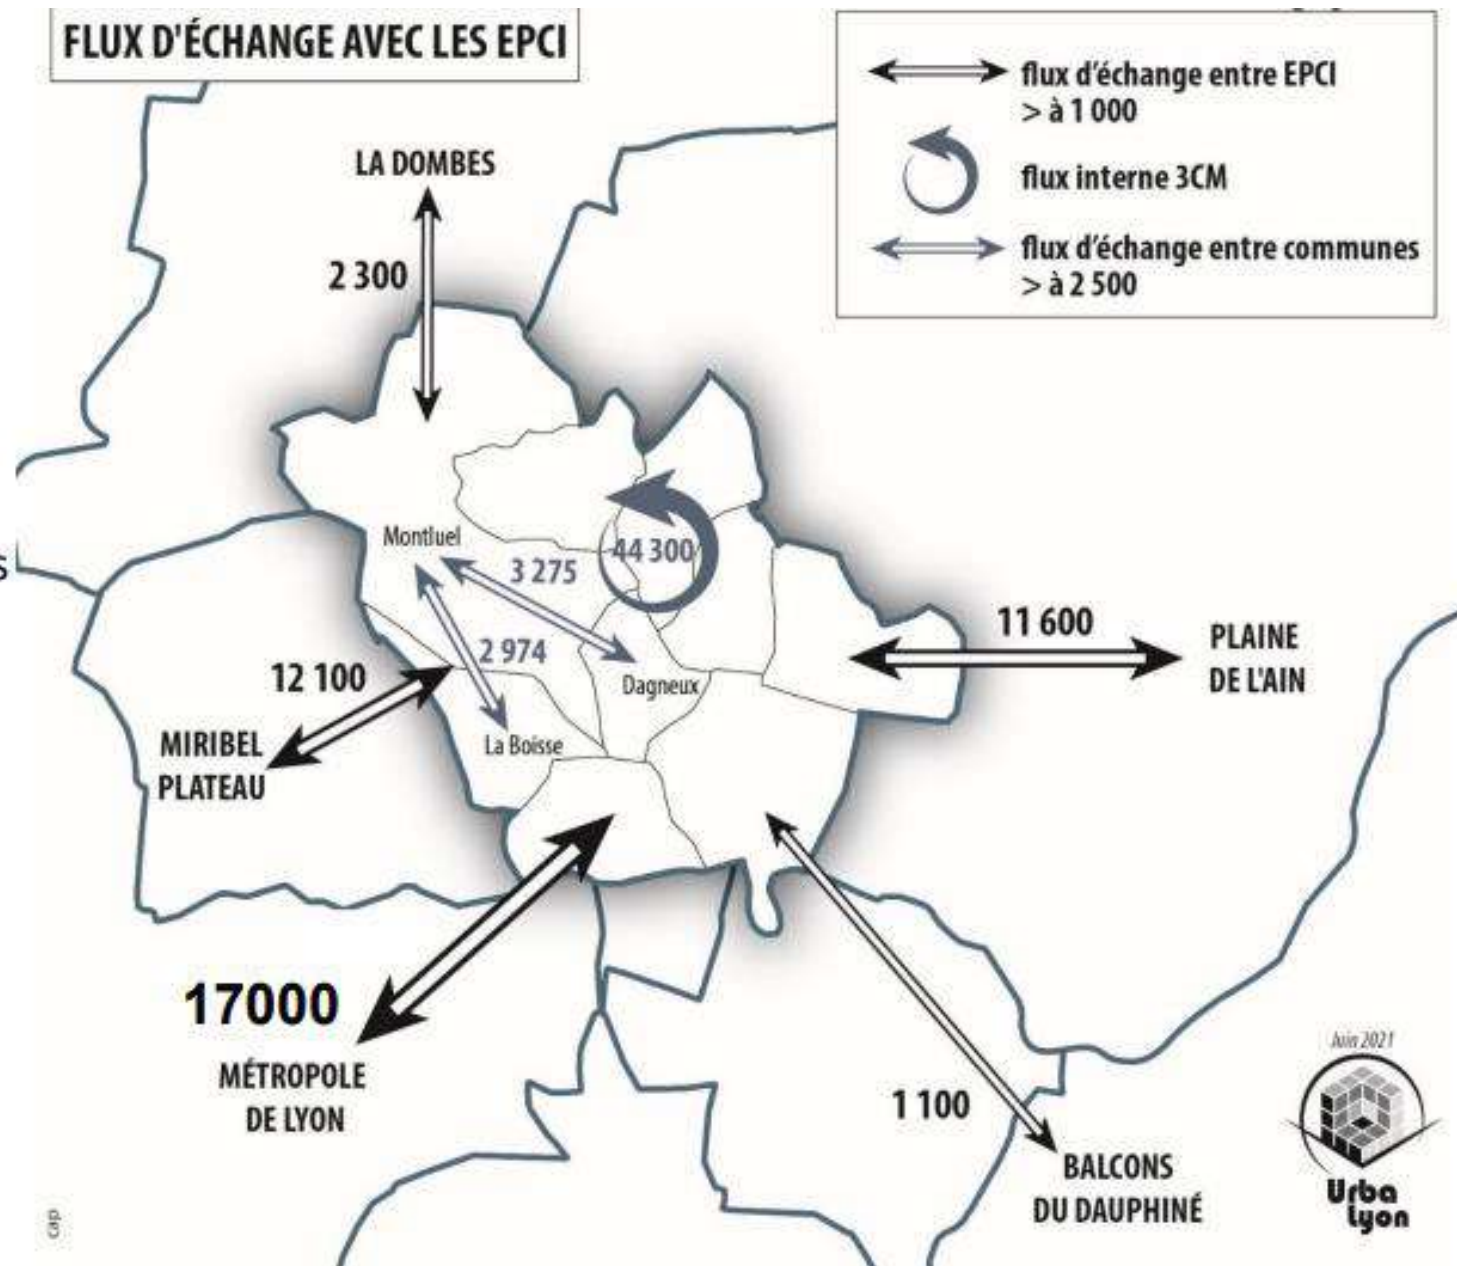 FLUX D'ÉCHANGE AVEC LES EPCI
flux d'échange entre EPCI
> à 1 000
flux interne 3CM
flux d'échange entre communes
> à 2 500
LA DOMBES
2 300
Montluel
3 275
44 300
2 974
Dagneux
La Boisse
11 600
PLAINE
DE L'AIN
12 100
MIRIBEL
PLATEAU
s
17000
MÉTROPOLE
DE LYON
1 100
BALCONS
DU DAUPHINÉ
Juin 2021
Urba
Lyon
cap